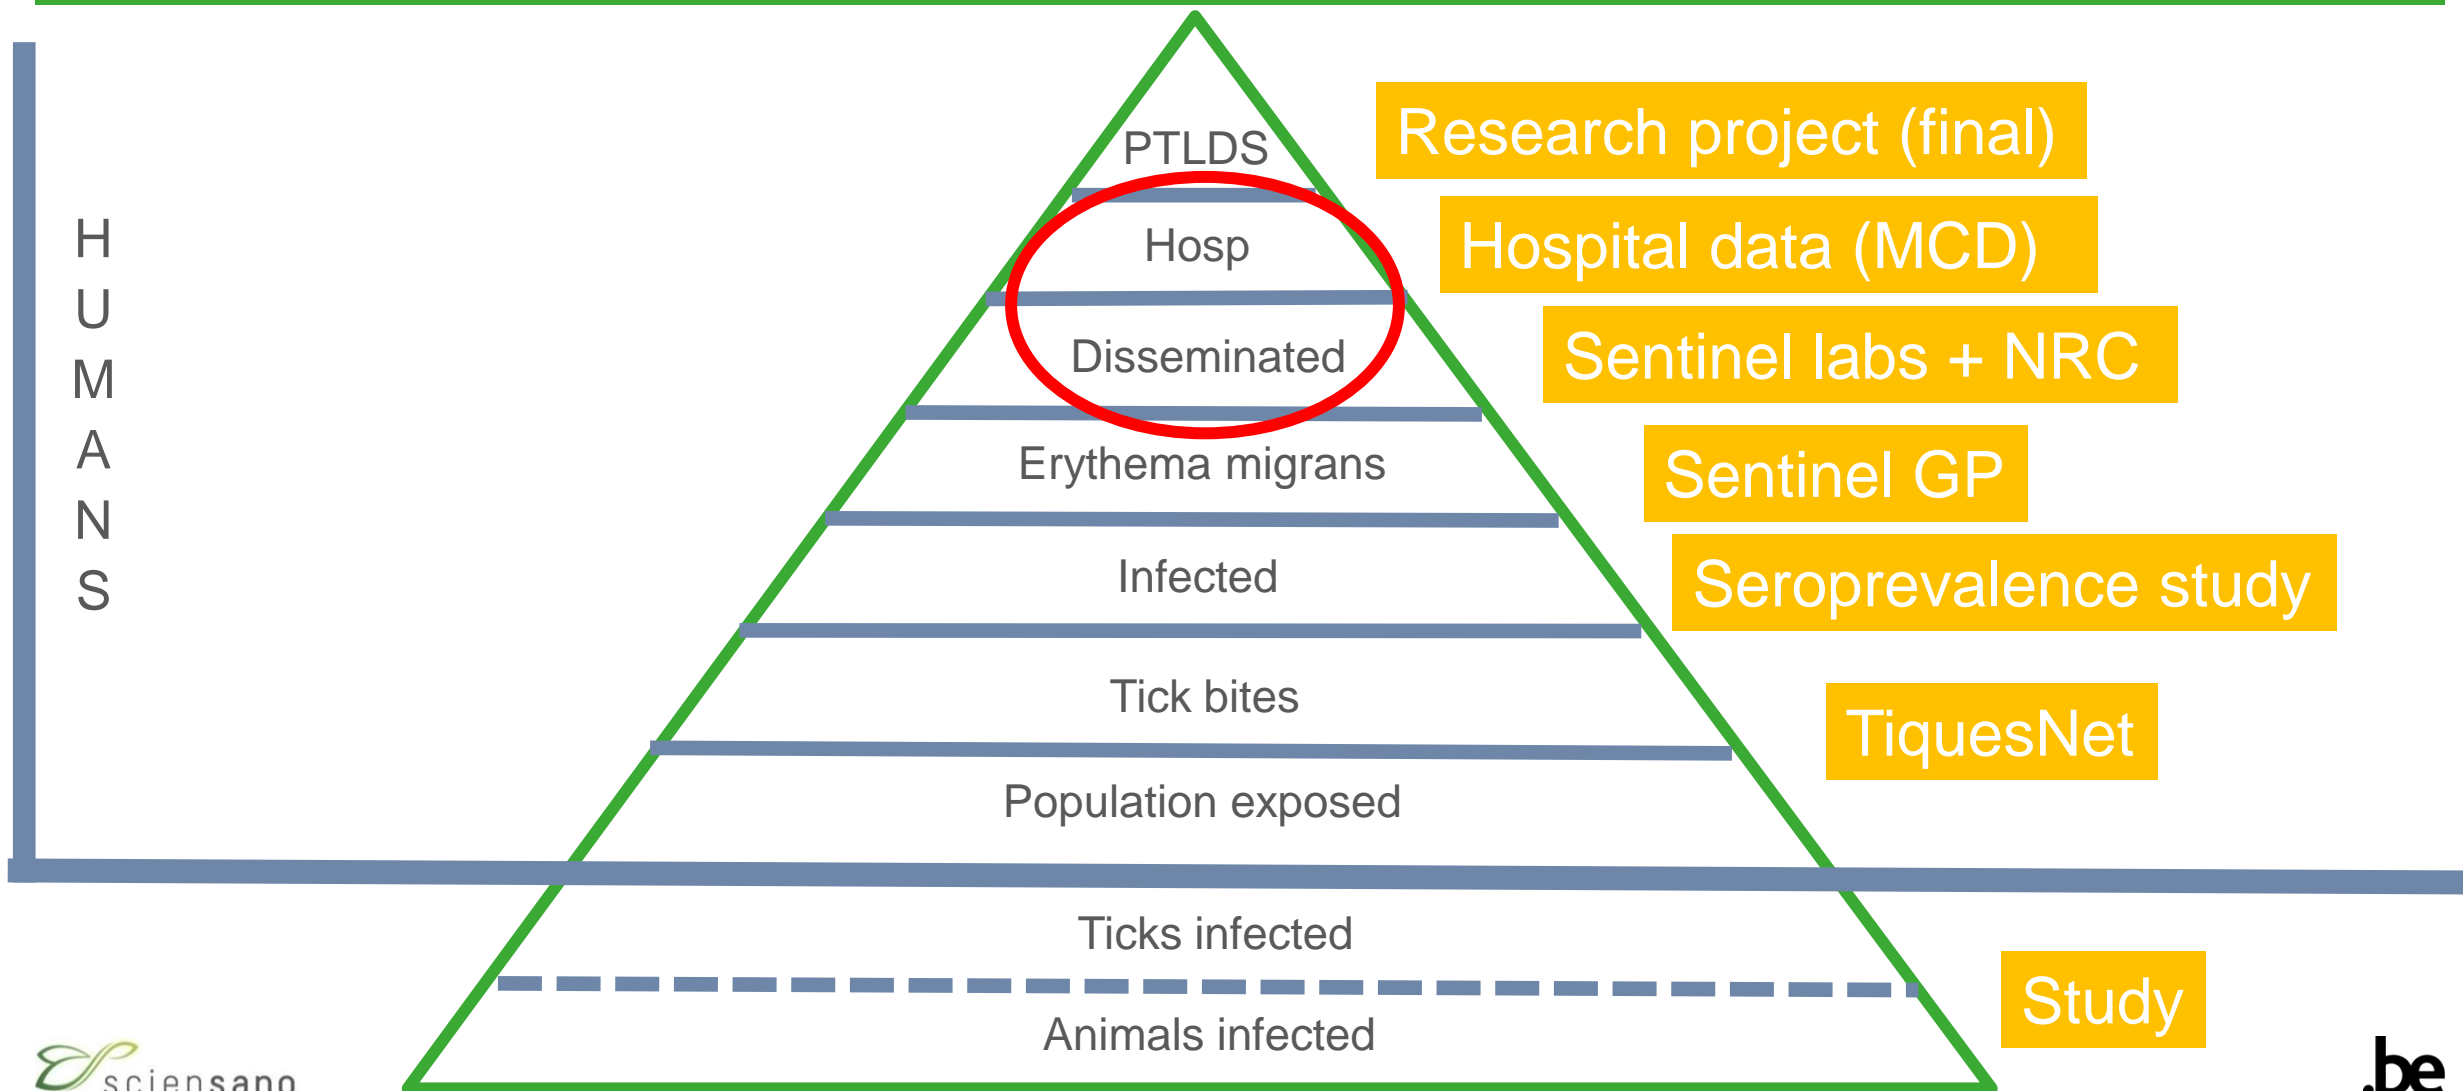 PTLDS
Research project (final)
Hosp
Hospital data (MCD)
Disseminated
Sentinel labs + NRC
Erythema migrans
Sentinel GP
Infected
Seroprevalence study
Tick bites
TiquesNet
Population exposed
H
U
M
A
N
S
Ticks infected
Study
Animals infected
sciensano
.be